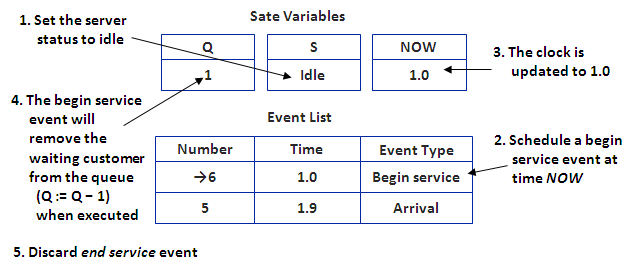 Sate Variables
1. Set the server
status to idle
Q
S
NOW
1
Idle
1.0
3. The clock is
updated to 1.0
4. The begin service
event will
remove the
waiting customer
from the queue
(Q := Q – 1)
when executed
Event List
Number
Time
Event Type
→6
1.0
Begin service
5
1.9
Arrival
2. Schedule a begin
service event at
time NOW
5. Discard end service event